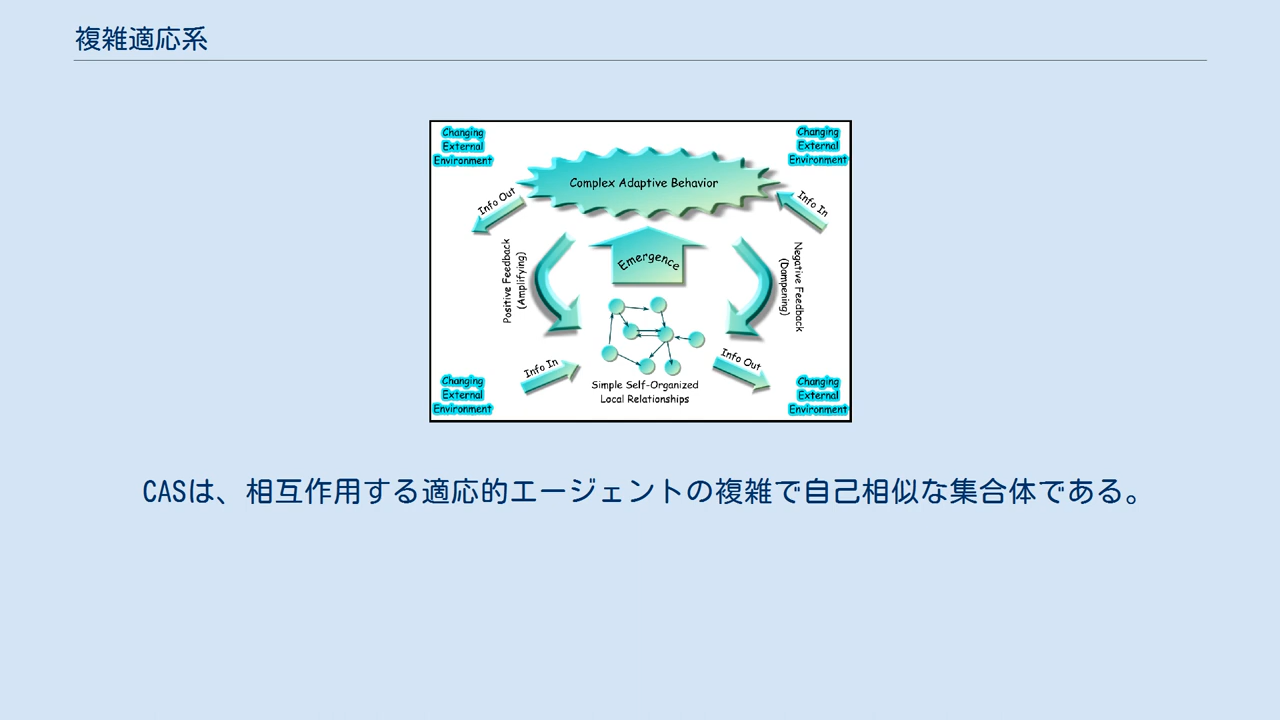 複雑適応系
Changing
External
Environment
Changing
External
Environment
Complex Adaptive Behavior
Info Out
Info In
Positive Feedback
(Amplifying)
Emergence
Negative Feedback
(Dampening)
Info In
Info Out
Simple Self-Organized
Local Relationships
Changing
External
Environment
Changing
External
Environment
CASは、相互作用する適応的エージェントの複雑で自己相似な集合体である。